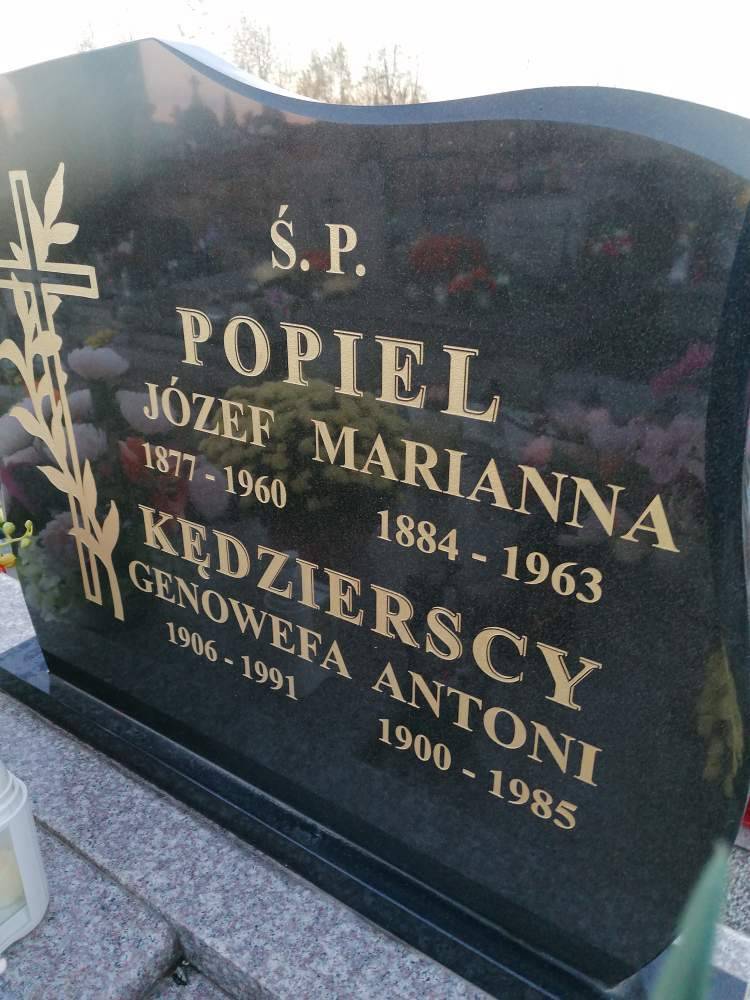 Ś. P.
POPIEL
JÓZEF MARIANNA
1877 - 1960 1884 - 1963
KĘDZIERSCY
GENOWEFA ANTONI
1906 - 1991 1900 - 1985